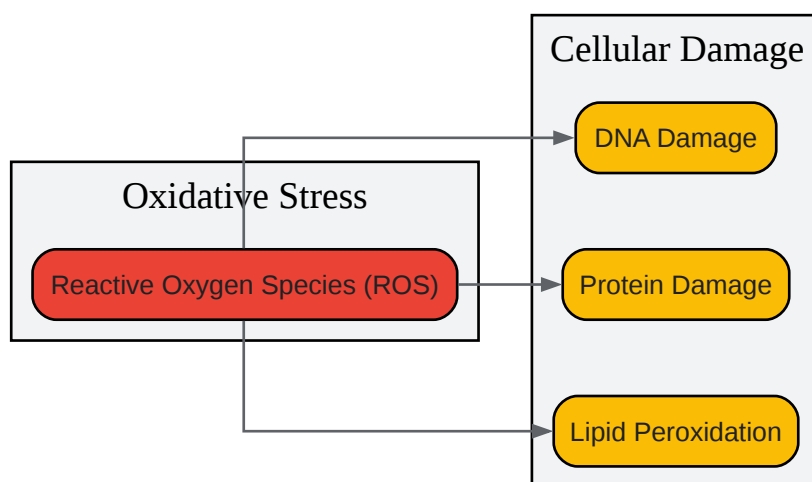 Cellular Damage
DNA Damage
Oxidative Stress
Reactive Oxygen Species (ROS)
Protein Damage
Lipid Peroxidation